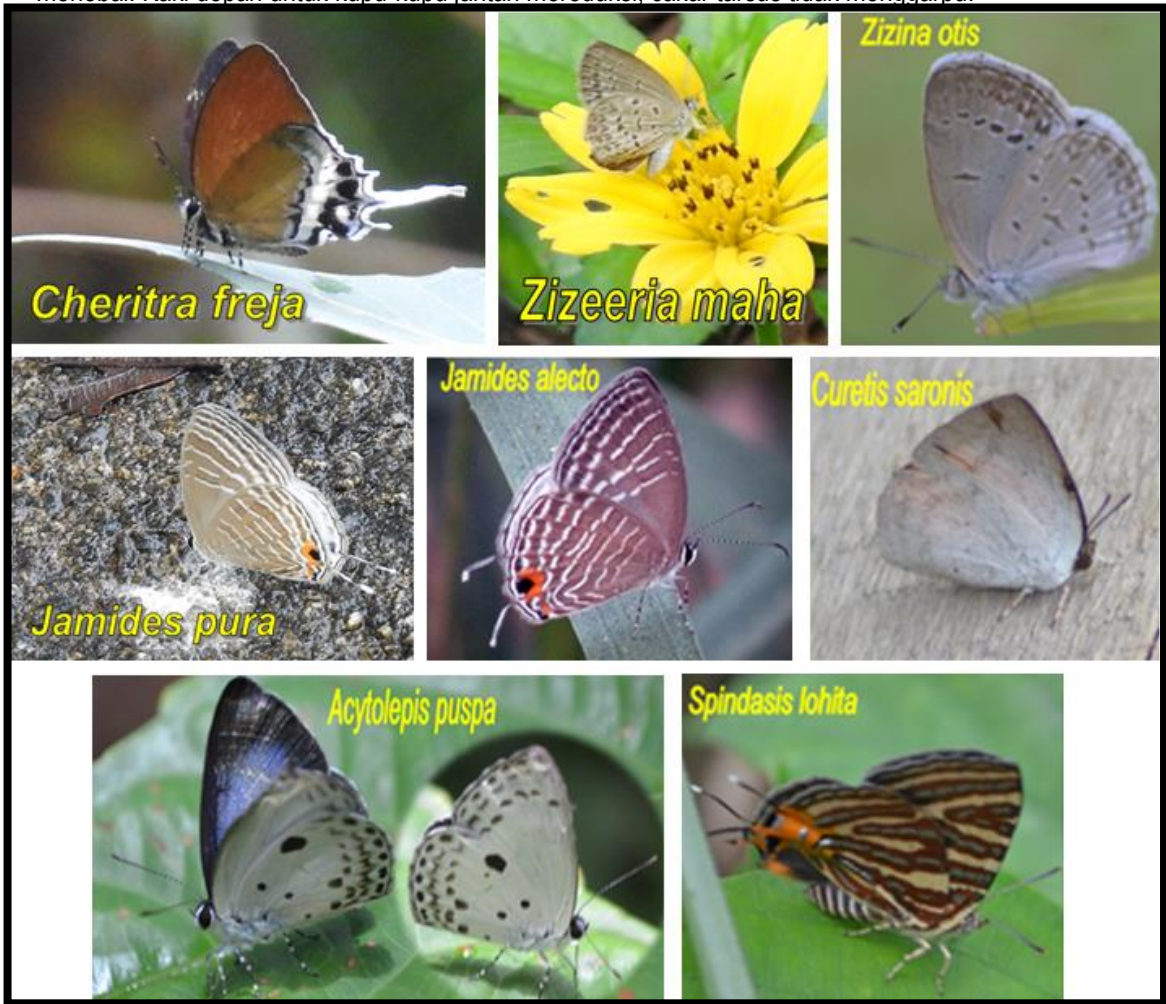 Cheritra freja
Zizeeria maha
Zizina otis
Jamides pura
Jamides alecto
Curetis saronis
Acytolepis puspa
Spindasis lohita